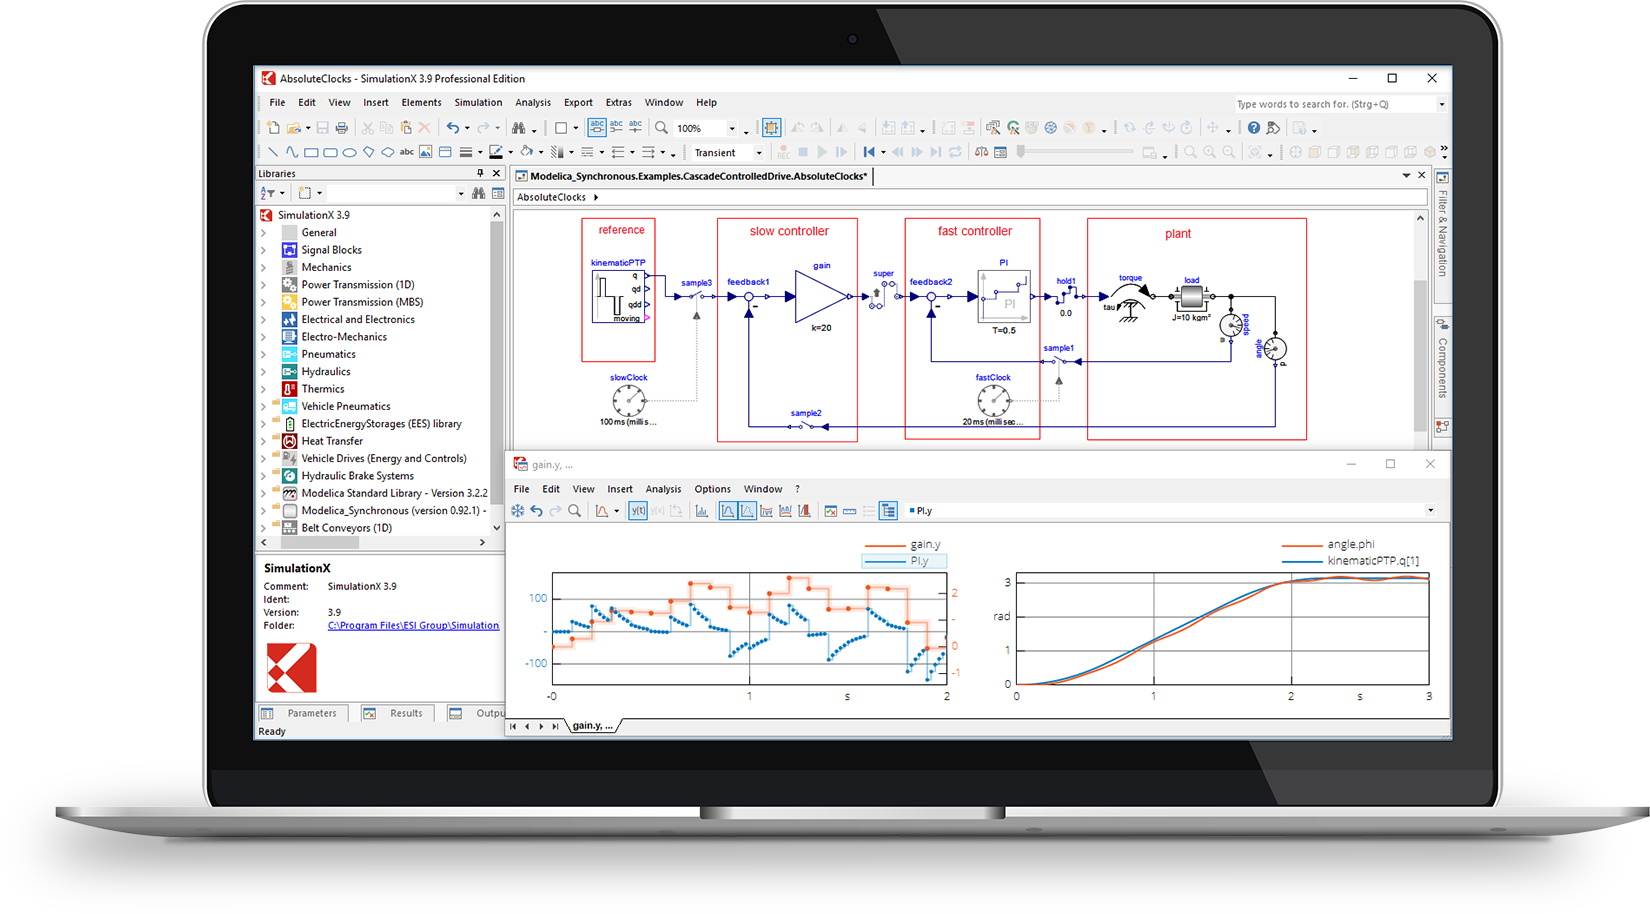 AbsoluteClocks - SimulationX 3.9 Professional Edition
File Edit View Insert Elements Simulation Analysis Export Extras Window Help
Type words to search for. (Strg+Q)
100%
abc
Transient
REC
Libraries
SimulationX 3.9
General
Signal Blocks
Mechanics
Power Transmission (1D)
Power Transmission (MBS)
Electrical and Electronics
Electro-Mechanics
Pneumatics
Hydraulics
Thermics
Vehicle Pneumatics
ElectricEnergyStorages (EES) library
Heat Transfer
Vehicle Drives (Energy and Controls)
Hydraulic Brake Systems
Modelica Standard Library - Version 3.2.2
Modelica_Synchronous (version 0.92.1) -
Belt Conveyors (1D)
SimulationX
Comment: SimulationX 3.9
Ident:
Version: 3.9
Folder: C:\Program Files\ESI Group\Simulation
Parameters Results Outpu
Ready
Modelica_Synchronous.Examples.CascadeControlledDrive.AbsoluteClocks*
AbsoluteClocks
reference
slow controller
fast controller
plant
kinematicPTP
q
qd
qdd
moving
sample3
feedback1
gain
k=20
super
feedback2
PI
PI
T=0.5
hold1
0.0
torque
tau
load
J=10 kgm²
speed
w
angle
sample1
slowClock
100 ms (milli s...
fastClock
20 ms (milli sec...
sample2
Filter & Navigation
Components
gain.y, ...
File Edit View Insert Analysis Options Window ?
y(t) y(x)
PI.y
gain.y
PI.y
100
-
-100
2
-
0
-1
-0 1 s 2
angle.phi
kinematicPTP.q[1]
3
rad
1
0
0 1 2 s 3
gain.y, ...